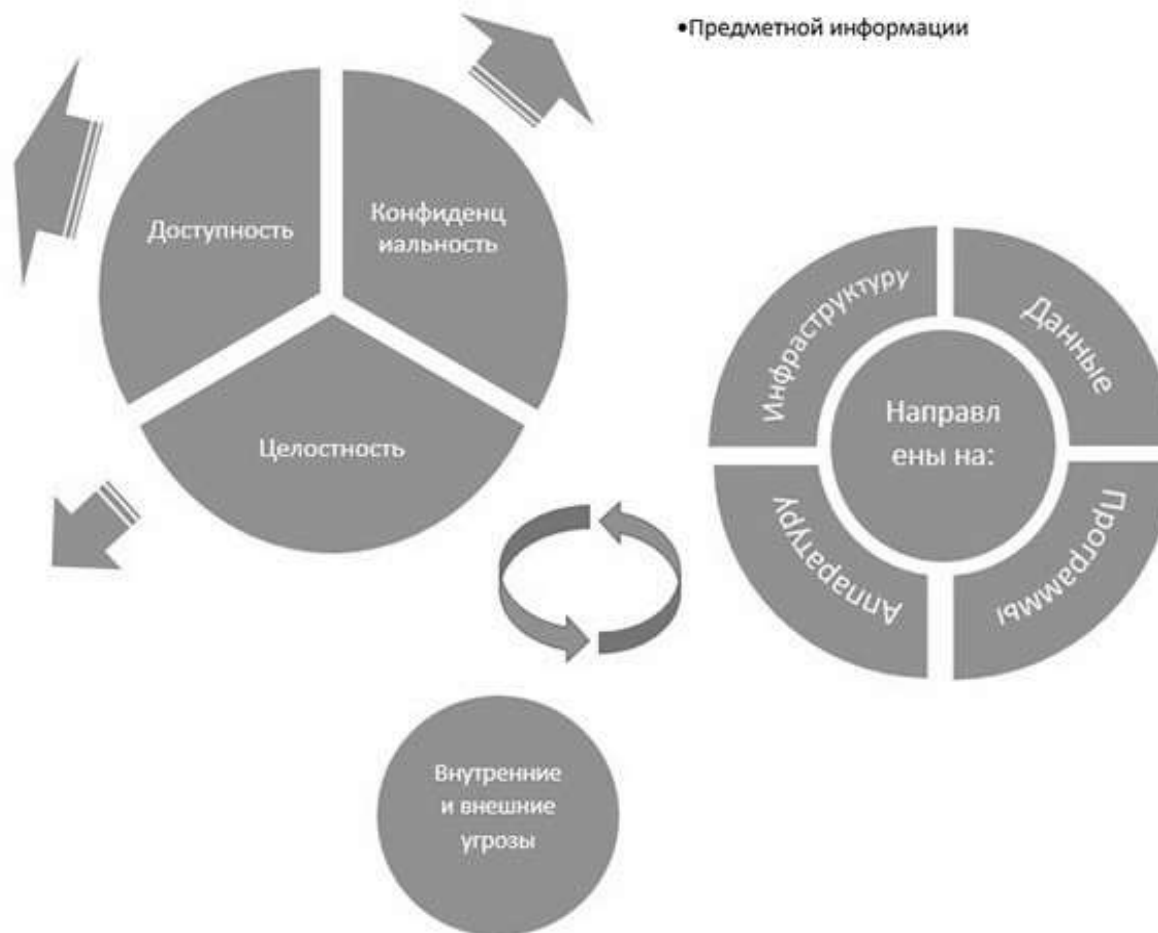 •Предметной информации
Доступность
Конфиденц
иальность
Целостность
Инфраструктуру
Данные
Направл
ены на:
Аппаратуру
Программы
Внутренние
и внешние
угрозы